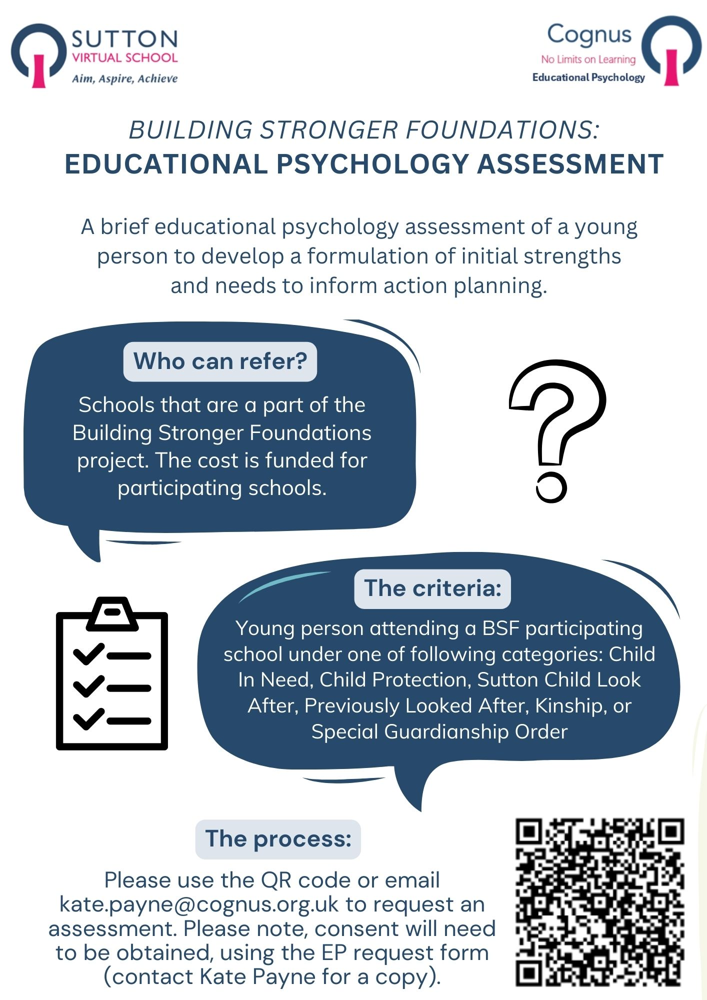 SUTTON
VIRTUAL SCHOOL
Aim, Aspire, Achieve
Cognus
No Limits on Learning
Educational Psychology
BUILDING STRONGER FOUNDATIONS:
EDUCATIONAL PSYCHOLOGY ASSESSMENT
A brief educational psychology assessment of a young
person to develop a formulation of initial strengths
and needs to inform action planning.
Who can refer?
Schools that are a part of the
Building Stronger Foundations
project. The cost is funded for
participating schools.
The criteria:
Young person attending a BSF participating
school under one of following categories: Child
In Need, Child Protection, Sutton Child Look
After, Previously Looked After, Kinship, or
Special Guardianship Order
The process:
Please use the QR code or email
kate.payne@cognus.org.uk to request an
assessment. Please note, consent will need
to be obtained, using the EP request form
(contact Kate Payne for a copy).